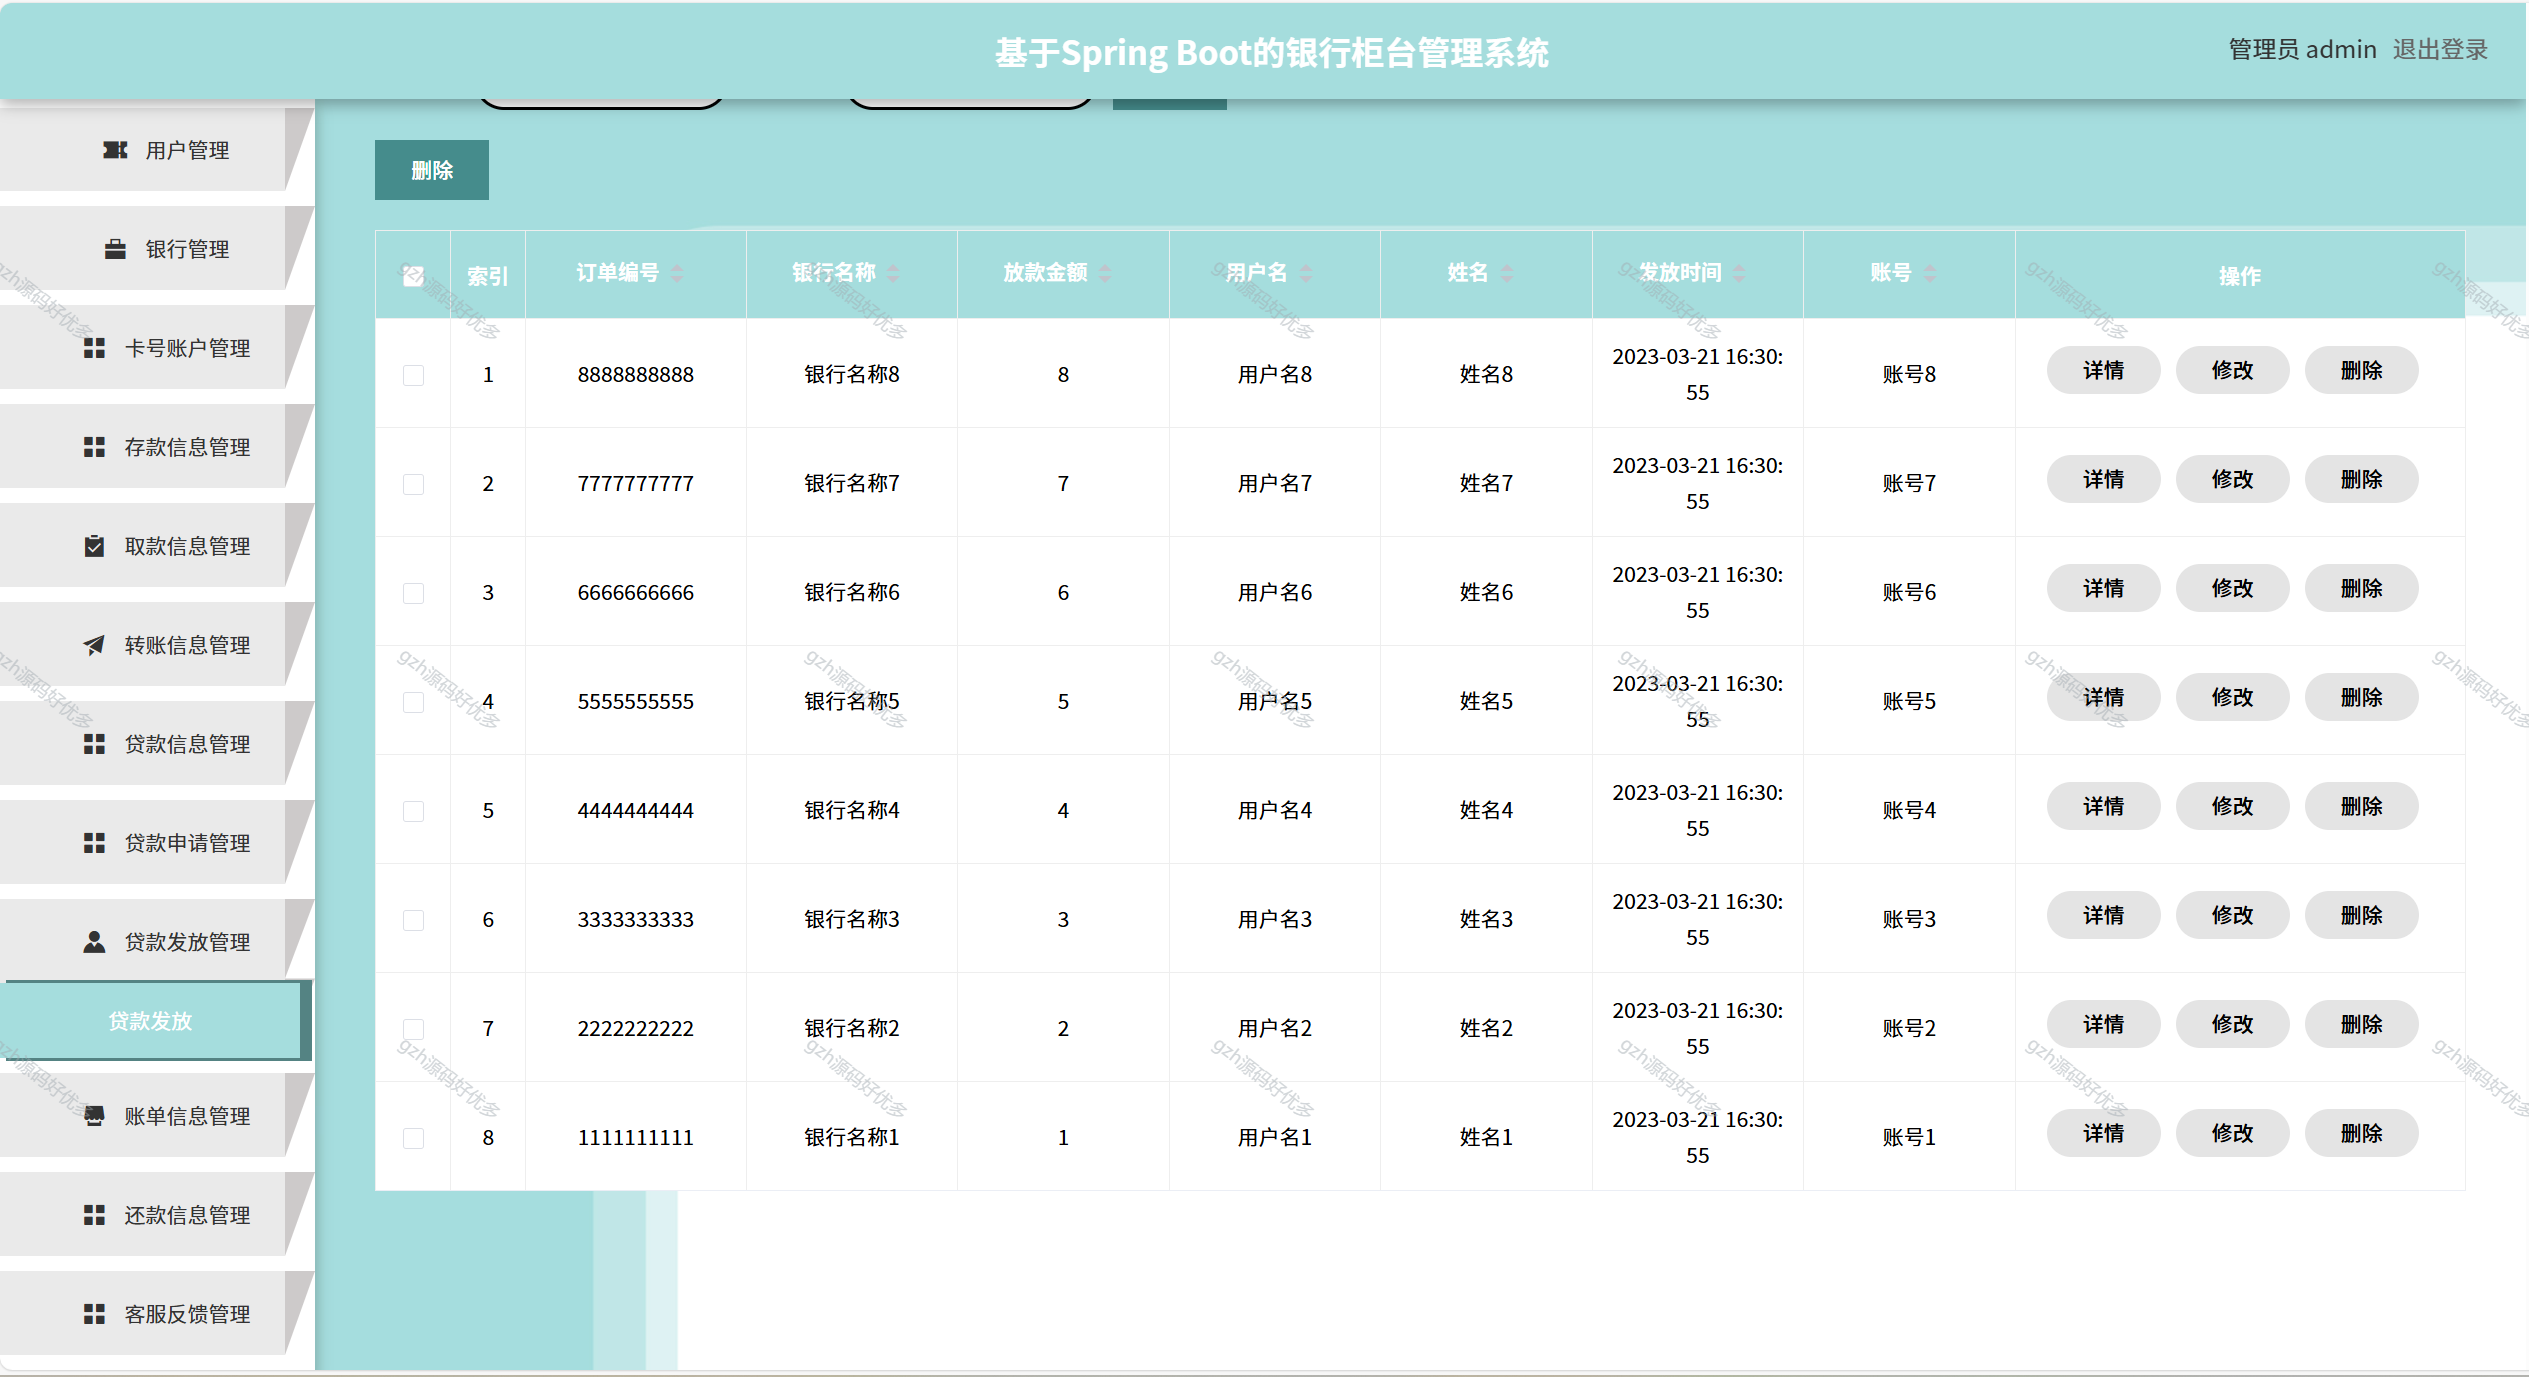 基于Spring Boot的银行柜台管理系统
管理员 admin 退出登录
用户管理
银行管理
卡号账户管理
存款信息管理
取款信息管理
转账信息管理
贷款信息管理
贷款申请管理
贷款发放管理
贷款发放
账单信息管理
还款信息管理
客服反馈管理
删除
索引 订单编号 银行名称 放款金额 用户名 姓名 发放时间 账号 操作
1 8888888888 银行名称8 8 用户名8 姓名8 2023-03-21 16:30:55 账号8 详情 修改 删除
2 7777777777 银行名称7 7 用户名7 姓名7 2023-03-21 16:30:55 账号7 详情 修改 删除
3 6666666666 银行名称6 6 用户名6 姓名6 2023-03-21 16:30:55 账号6 详情 修改 删除
4 5555555555 银行名称5 5 用户名5 姓名5 2023-03-21 16:30:55 账号5 详情 修改 删除
5 4444444444 银行名称4 4 用户名4 姓名4 2023-03-21 16:30:55 账号4 详情 修改 删除
6 3333333333 银行名称3 3 用户名3 姓名3 2023-03-21 16:30:55 账号3 详情 修改 删除
7 2222222222 银行名称2 2 用户名2 姓名2 2023-03-21 16:30:55 账号2 详情 修改 删除
8 1111111111 银行名称1 1 用户名1 姓名1 2023-03-21 16:30:55 账号1 详情 修改 删除
gzh源码好优多